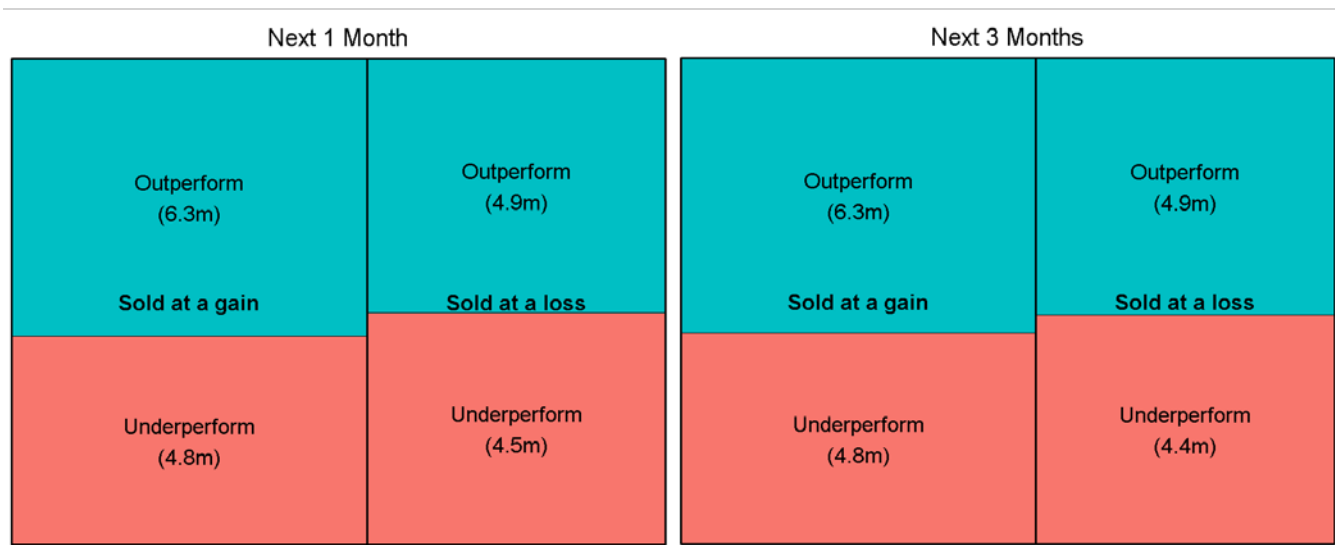 Next 1 Month
Outperform
(6.3m)
Sold at a gain
Underperform
(4.8m)
Outperform
(4.9m)
Sold at a loss
Underperform
(4.5m)
Next 3 Months
Outperform
(6.3m)
Sold at a gain
Underperform
(4.8m)
Outperform
(4.9m)
Sold at a loss
Underperform
(4.4m)